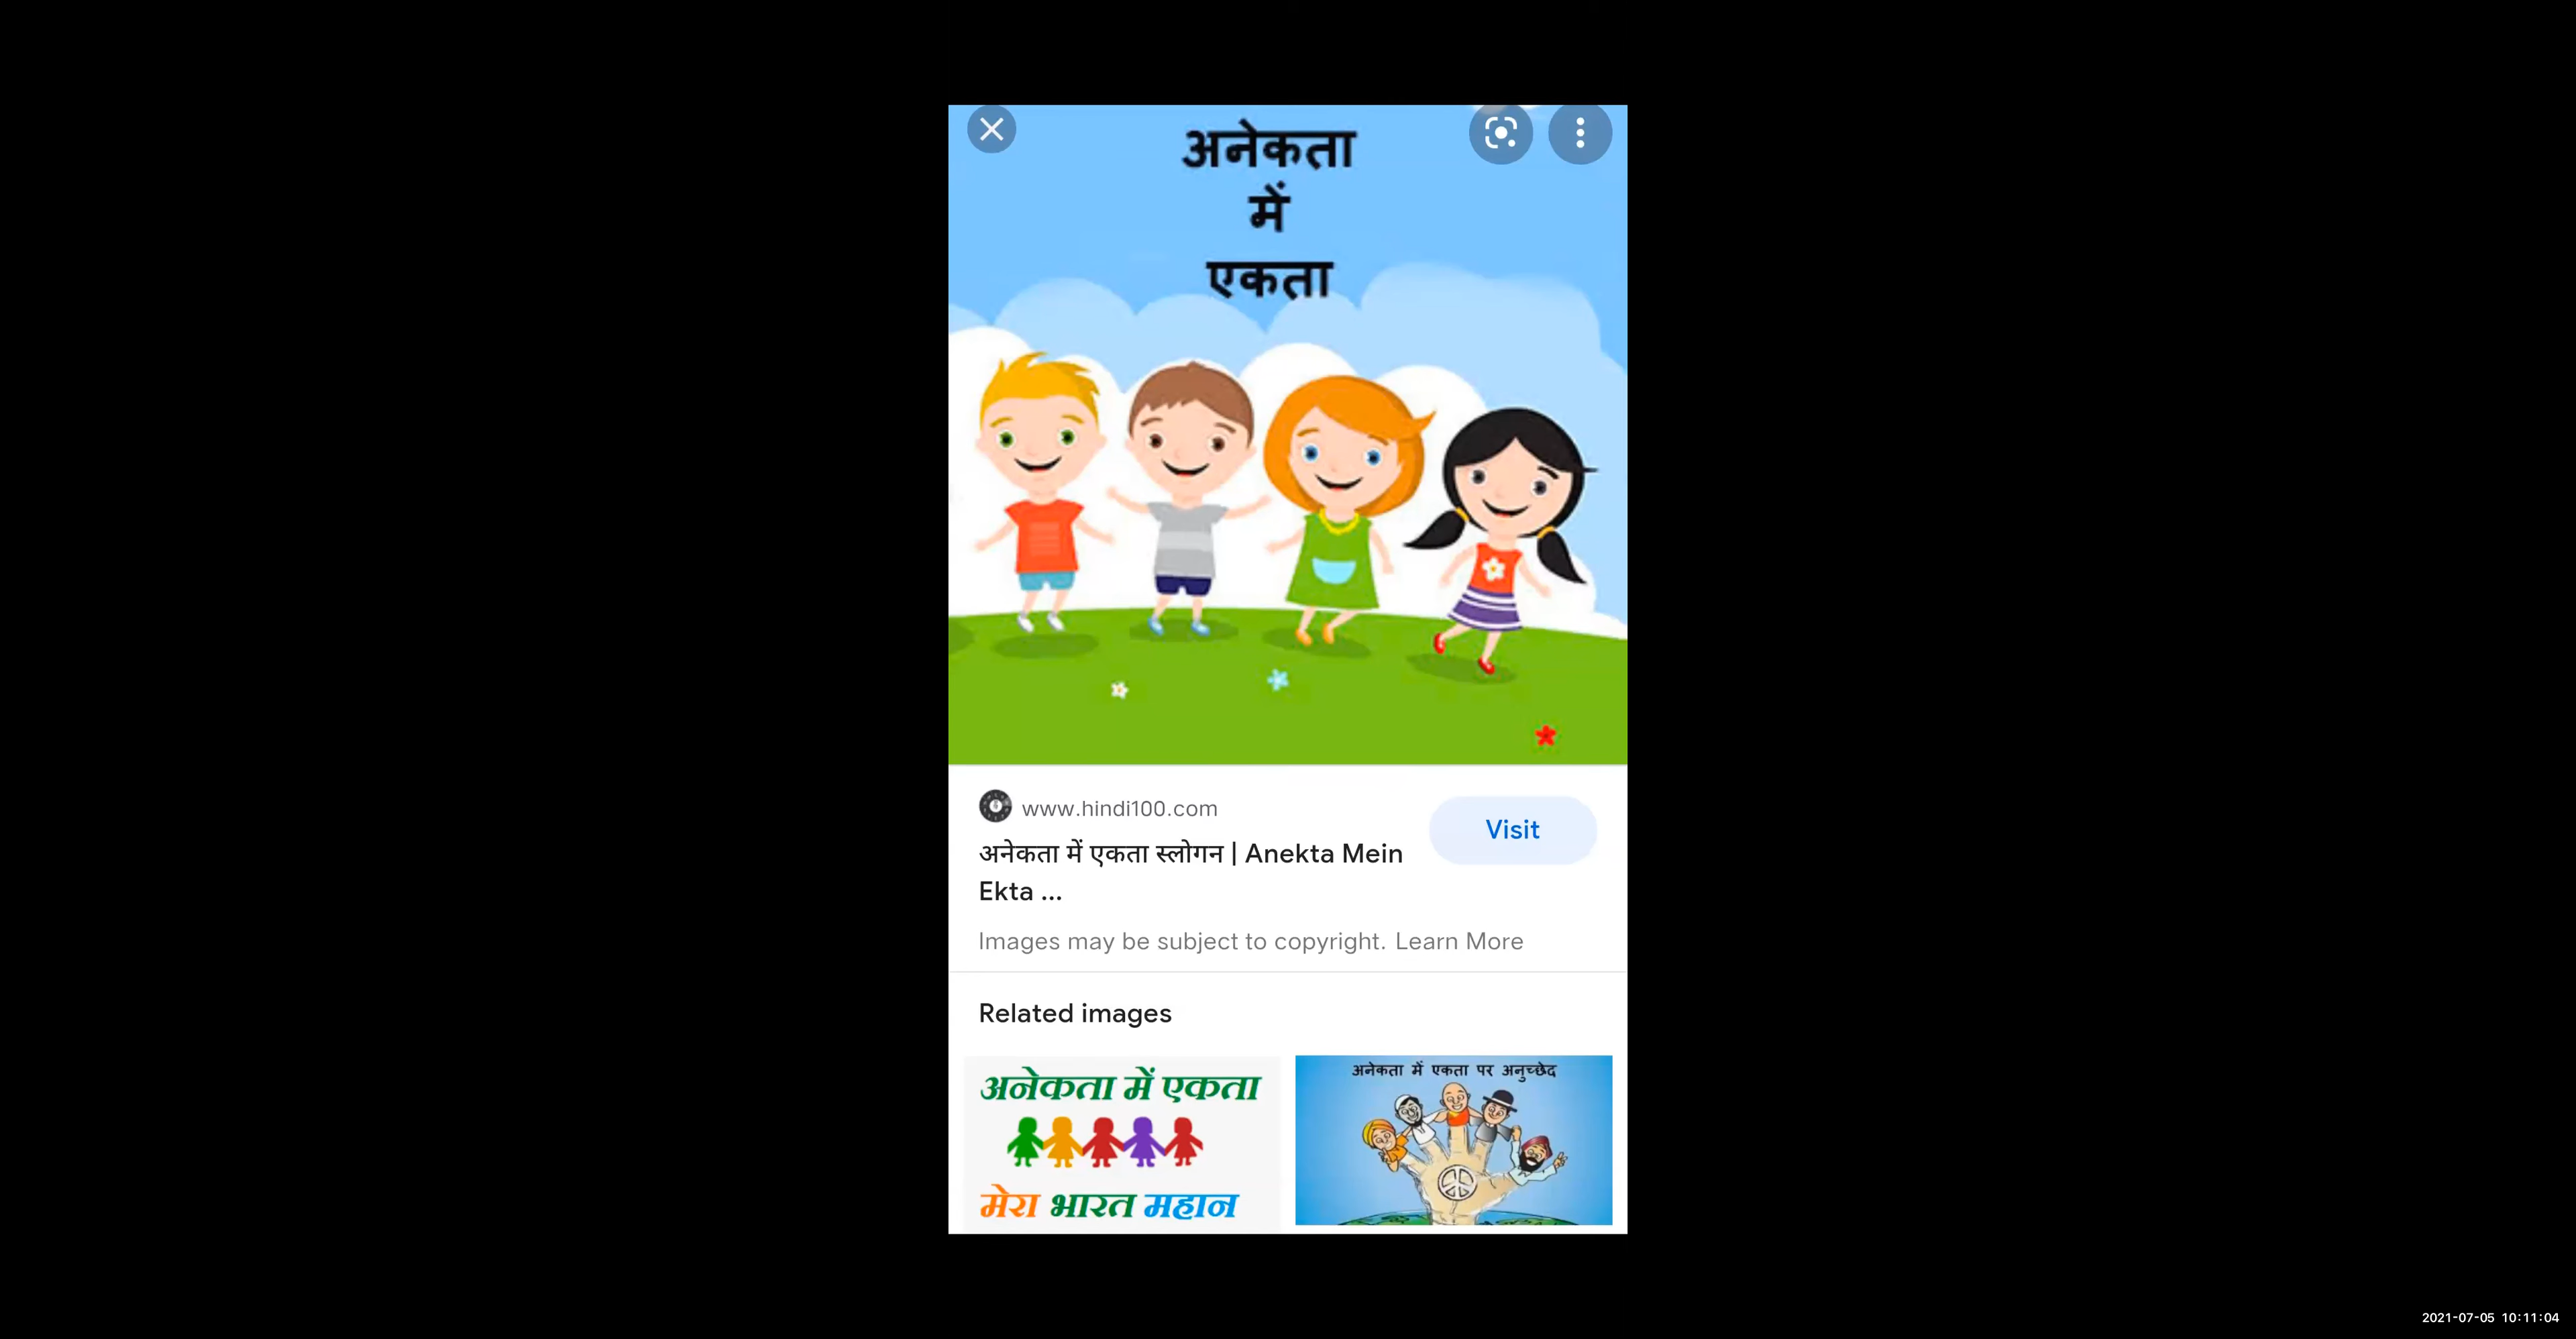 अनेकता
में
एकता
www.hindi100.com
Visit
अनेकता में एकता स्लोगन | Anekta Mein
Ekta ...
Images may be subject to copyright. Learn More
Related images
अनेकता में एकता
मेरा भारत महान
अनेकता में एकता पर अनुच्छेद
2021-07-05 10:11:04